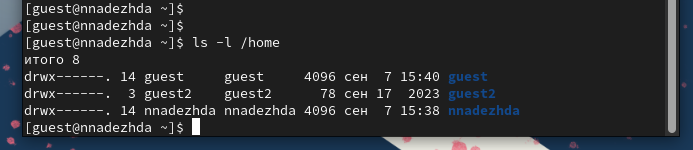 [guest@nnadezhda ~]$
[guest@nnadezhda ~]$
[guest@nnadezhda ~]$ ls -l /home
итого 8
drwx------. 14 guest     guest     4096 сен  7 15:40 guest
drwx------.  3 guest2    guest2      78 сен 17  2023 guest2
drwx------. 14 nnadezhda nnadezhda 4096 сен  7 15:38 nnadezhda
[guest@nnadezhda ~]$